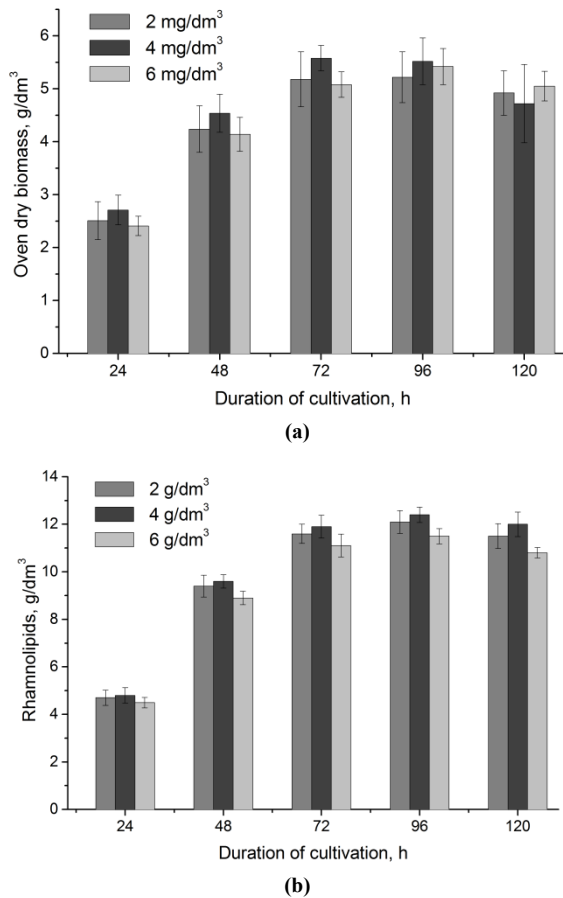 2 mg/dm³
4 mg/dm³
6 mg/dm³
Oven dry biomass, g/dm³
6
5
4
3
2
1
0
24 48 72 96 120
Duration of cultivation, h
(a)
2 g/dm³
4 g/dm³
6 g/dm³
Rhamnolipids, g/dm³
14
12
10
8
6
4
2
0
24 48 72 96 120
Duration of cultivation, h
(b)